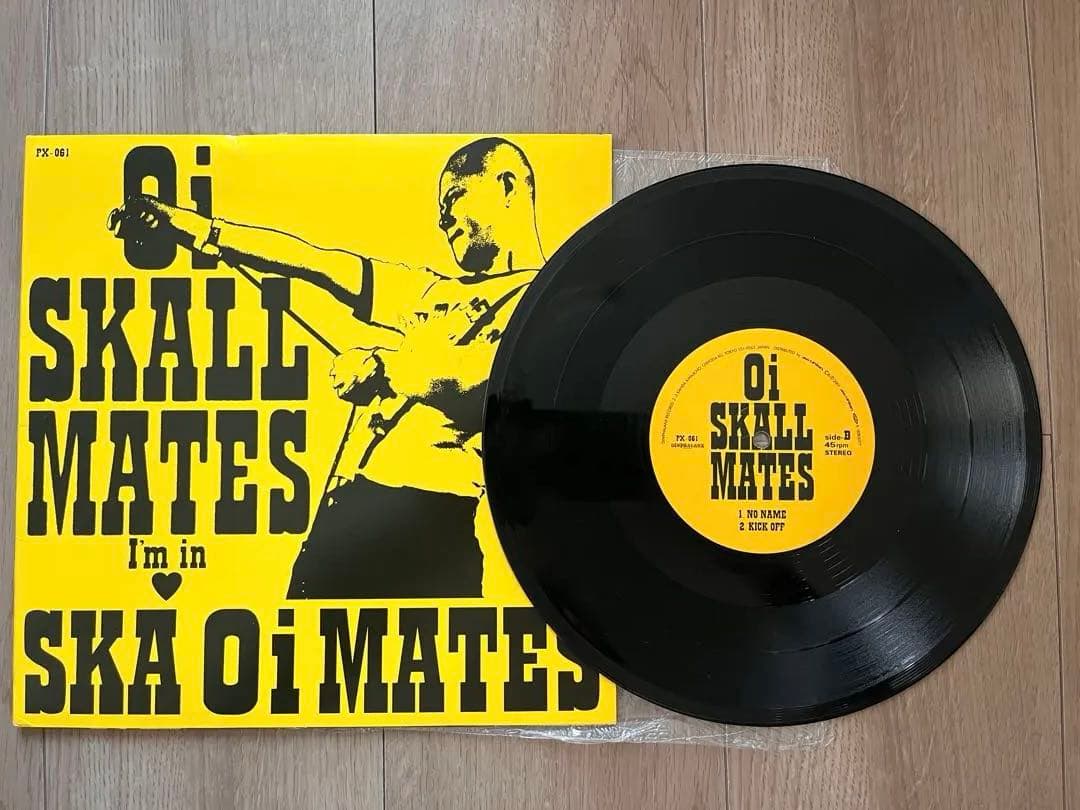 PX-061
Oi
SKALL
MATES
I'm in
SKA Oi MATES
Oi
SKALL
MATES
PX-061
side-B
45rpm
STEREO
1. NO NAME
2. KICK OFF